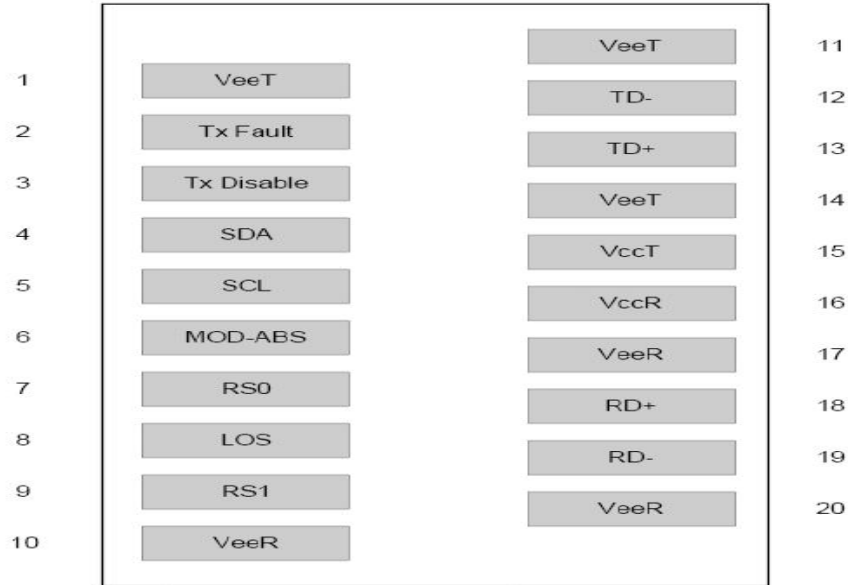 1 VeeT
2 Tx Fault
3 Tx Disable
4 SDA
5 SCL
6 MOD-ABS
7 RS0
8 LOS
9 RS1
10 VeeR
VeeT 11
TD- 12
TD+ 13
VeeT 14
VccT 15
VccR 16
VeeR 17
RD+ 18
RD- 19
VeeR 20